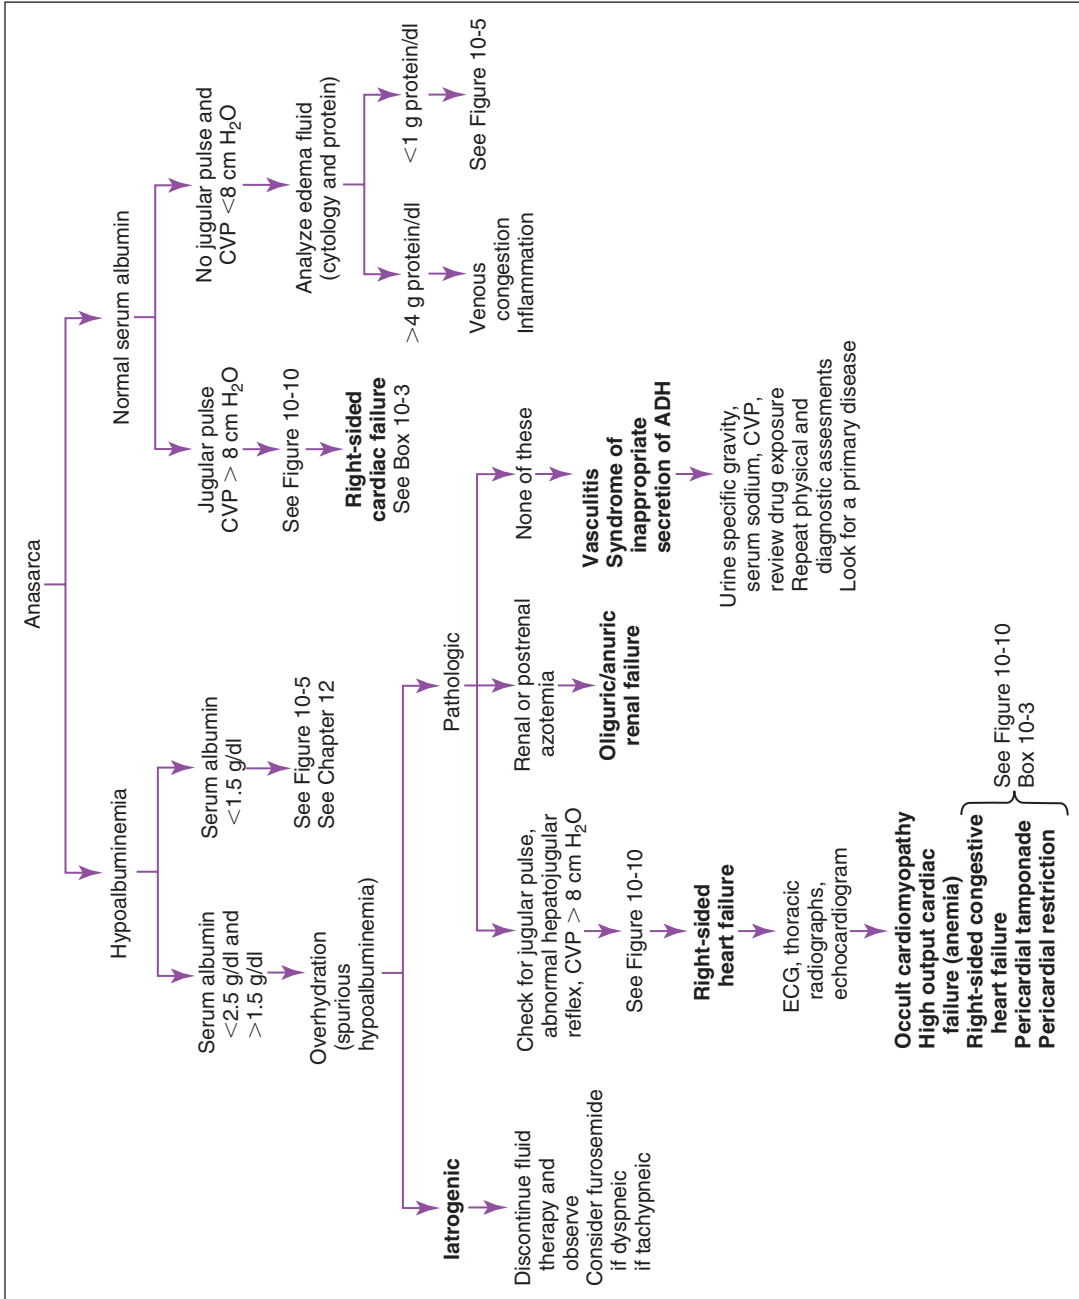 Anasarca
Hypoalbuminemia
Normal serum albumin
Serum albumin
<2.5 g/dl and
>1.5 g/dl
Serum albumin
<1.5 g/dl
Jugular pulse
CVP > 8 cm H₂O
No jugular pulse and
CVP <8 cm H₂O
Overhydration
(spurious
hypoalbuminemia)
See Figure 10-5
See Chapter 12
See Figure 10-10
Right-sided
cardiac failure
See Box 10-3
Analyze edema fluid
(cytology and protein)
>4 g protein/dl
<1 g protein/dl
Venous
congestion
Inflammation
See Figure 10-5
Iatrogenic
Pathologic
Discontinue fluid
therapy and
observe
Consider furosemide
if dyspneic
if tachypneic
Check for jugular pulse,
abnormal hepatojugular
reflex, CVP > 8 cm H₂O
Renal or postrenal
azotemia
None of these
See Figure 10-10
Right-sided
heart failure
ECG, thoracic
radiographs,
echocardiogram
Occult cardiomyopathy
High output cardiac
failure (anemia)
Right-sided congestive
heart failure
Pericardial tamponade
Pericardial restriction
See Figure 10-10
Box 10-3
Oliguric/anuric
renal failure
Vasculitis
Syndrome of
inappropriate
secretion of ADH
Urine specific gravity,
serum sodium, CVP,
review drug exposure
Repeat physical and
diagnostic assesments
Look for a primary disease